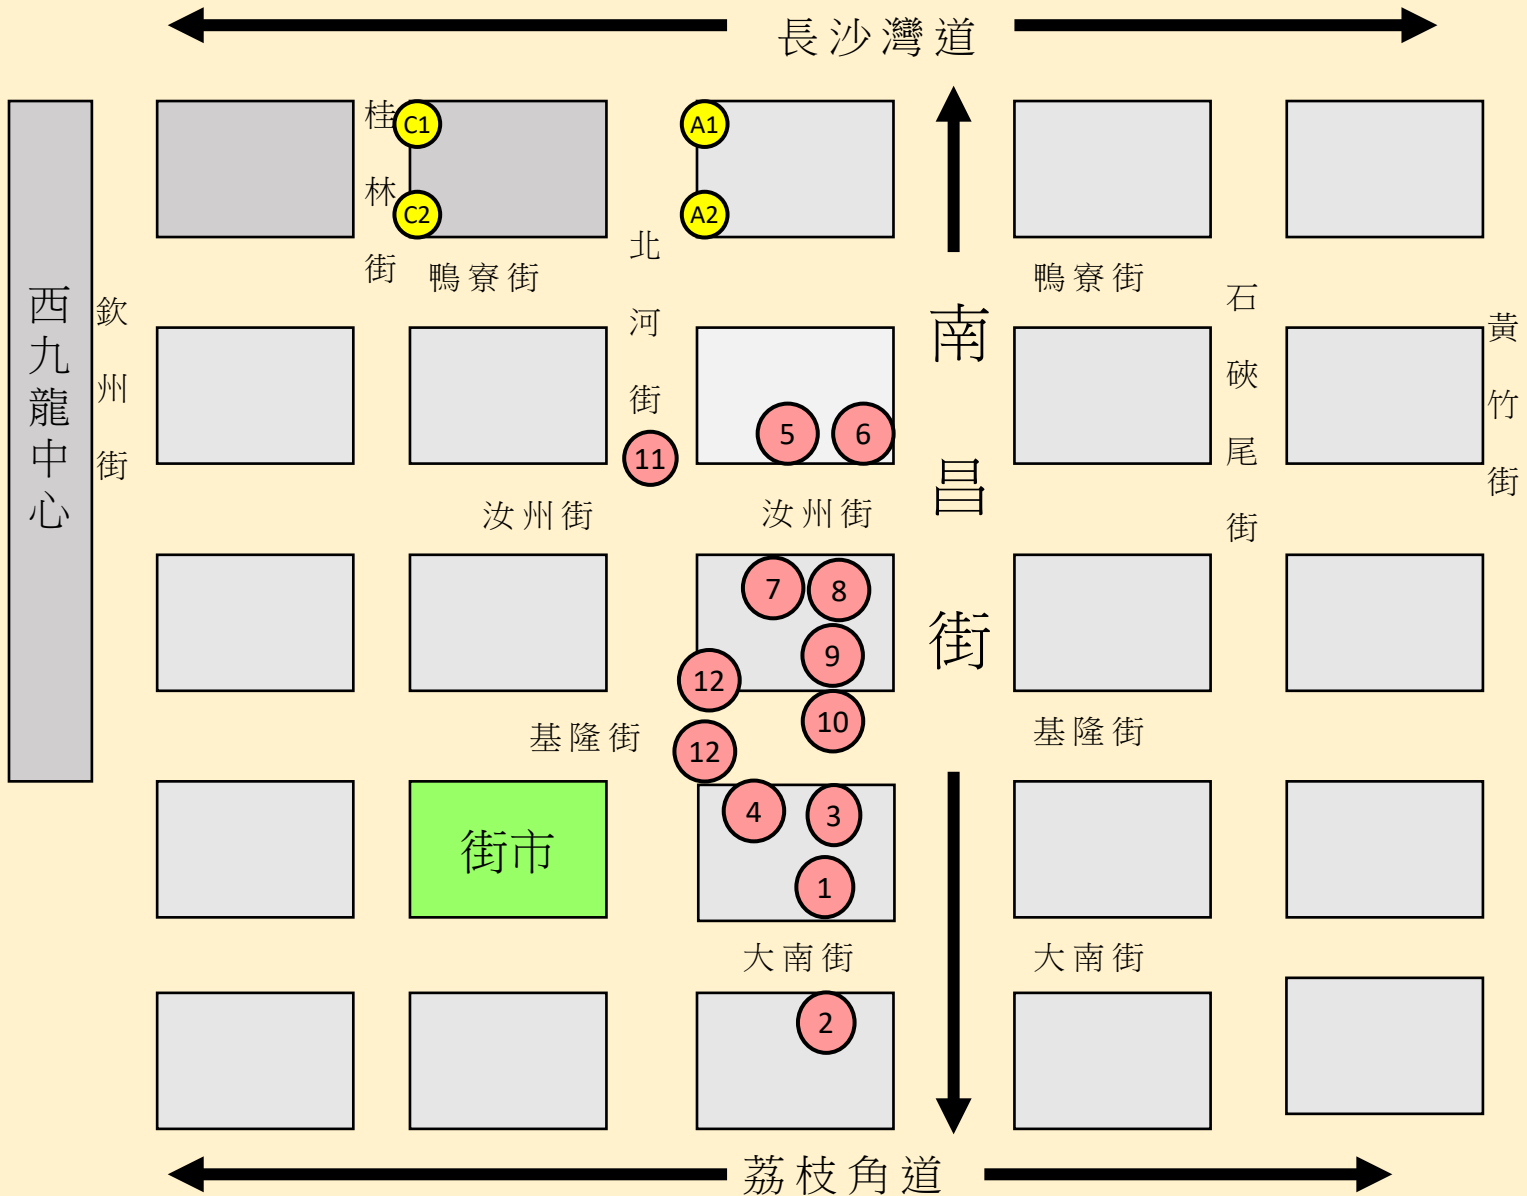 長沙灣道
桂林街
C1
A1
C2
A2
北河街
鴨寮街
鴨寮街
西九龍中心
欽州街
南昌街
石硤尾街
黃竹街
5
6
11
汝州街
汝州街
7
8
9
12
10
基隆街
12
基隆街
4
3
街市
1
大南街
大南街
2
荔枝角道